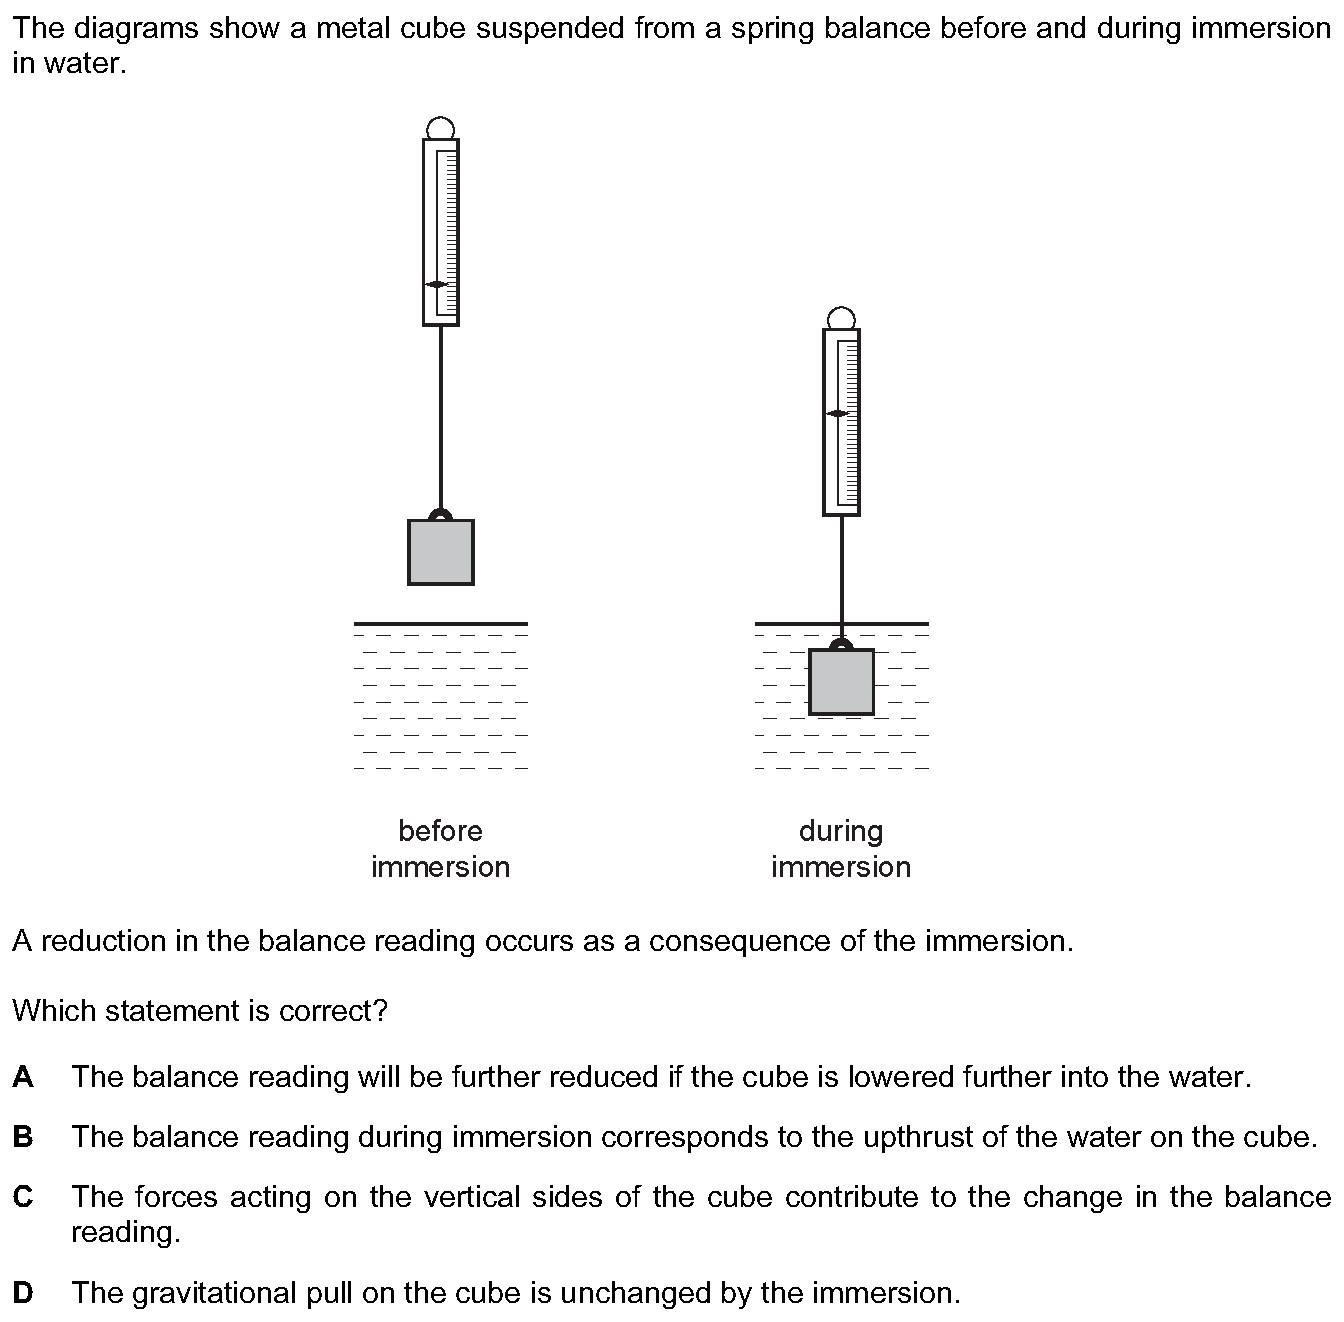 The diagrams show a metal cube suspended from a spring balance before and during immersion
in water.
before
immersion
during
immersion
A reduction in the balance reading occurs as a consequence of the immersion.
Which statement is correct?
A The balance reading will be further reduced if the cube is lowered further into the water.
B The balance reading during immersion corresponds to the upthrust of the water on the cube.
C The forces acting on the vertical sides of the cube contribute to the change in the balance
reading.
D The gravitational pull on the cube is unchanged by the immersion.